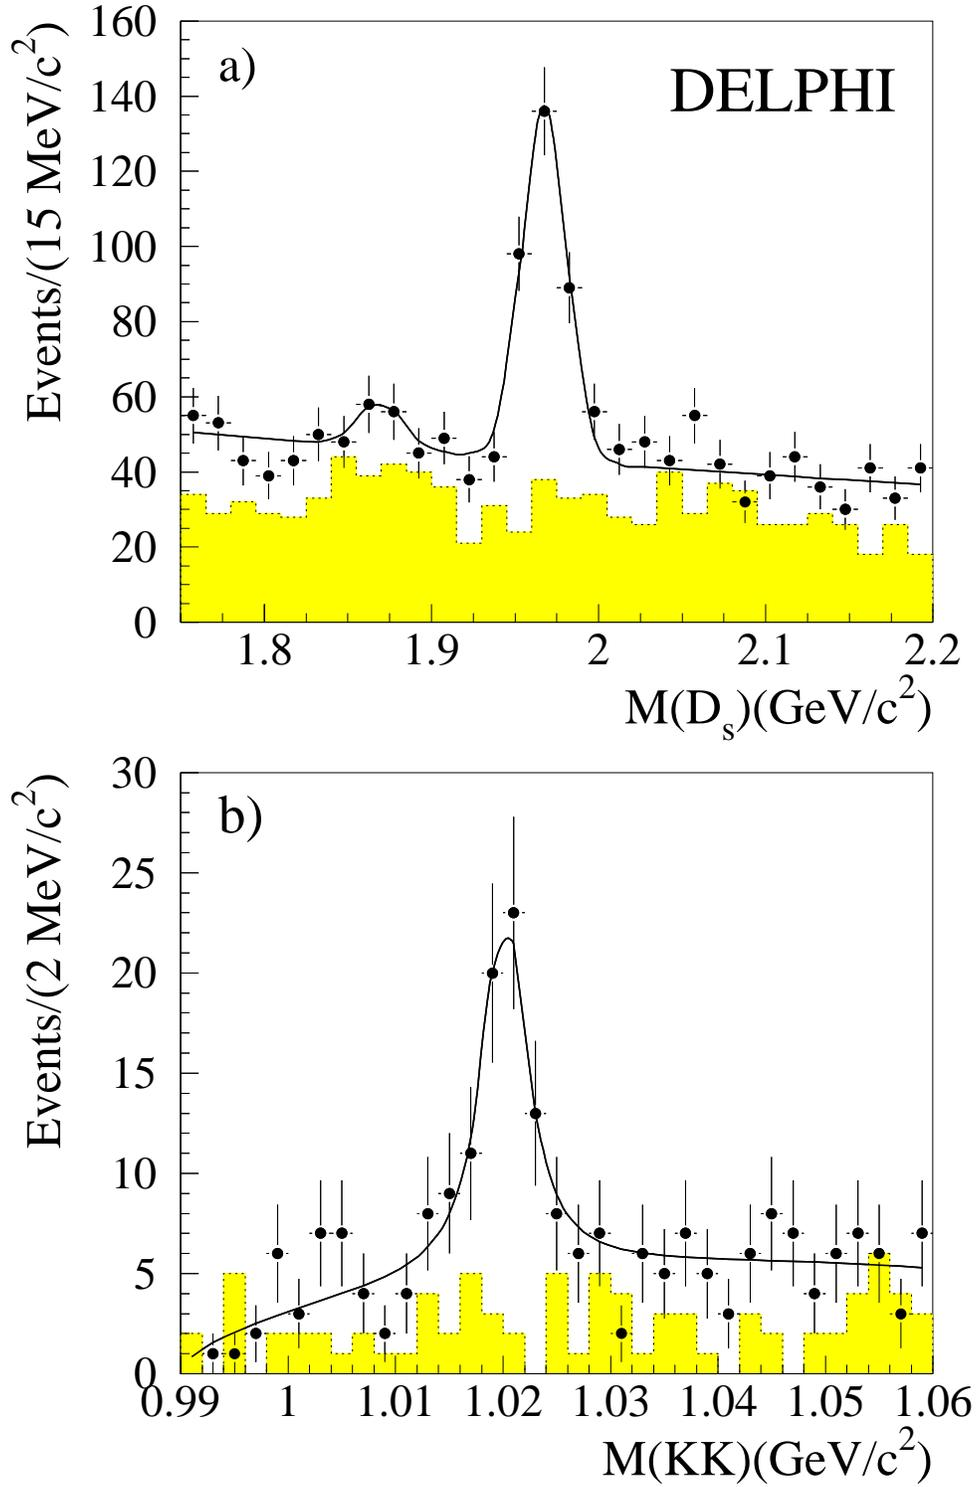 a)
DELPHI
Events/(15 MeV/c²)
160
140
120
100
80
60
40
20
0
1.8 1.9 2 2.1 2.2
M(Dₛ)(GeV/c²)
b)
Events/(2 MeV/c²)
30
25
20
15
10
5
0
0.99 1 1.01 1.02 1.03 1.04 1.05 1.06
M(KK)(GeV/c²)